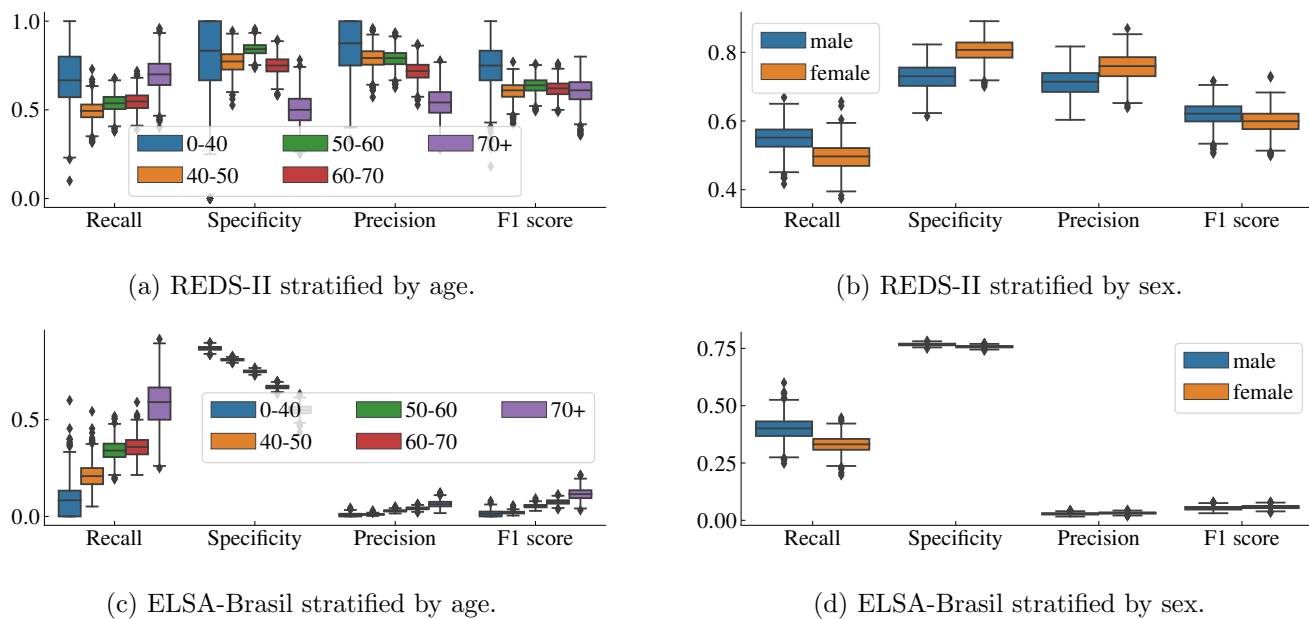 1.0
0.5
0.0
0-40
50-60
70+
40-50
60-70
Recall
Specificity
Precision
F1 score
(a) REDS-II stratified by age.
0.8
0.6
0.4
male
female
Recall
Specificity
Precision
F1 score
(b) REDS-II stratified by sex.
0.5
0.0
0-40
50-60
70+
40-50
60-70
Recall
Specificity
Precision
F1 score
(c) ELSA-Brasil stratified by age.
0.75
0.50
0.25
0.00
male
female
Recall
Specificity
Precision
F1 score
(d) ELSA-Brasil stratified by sex.